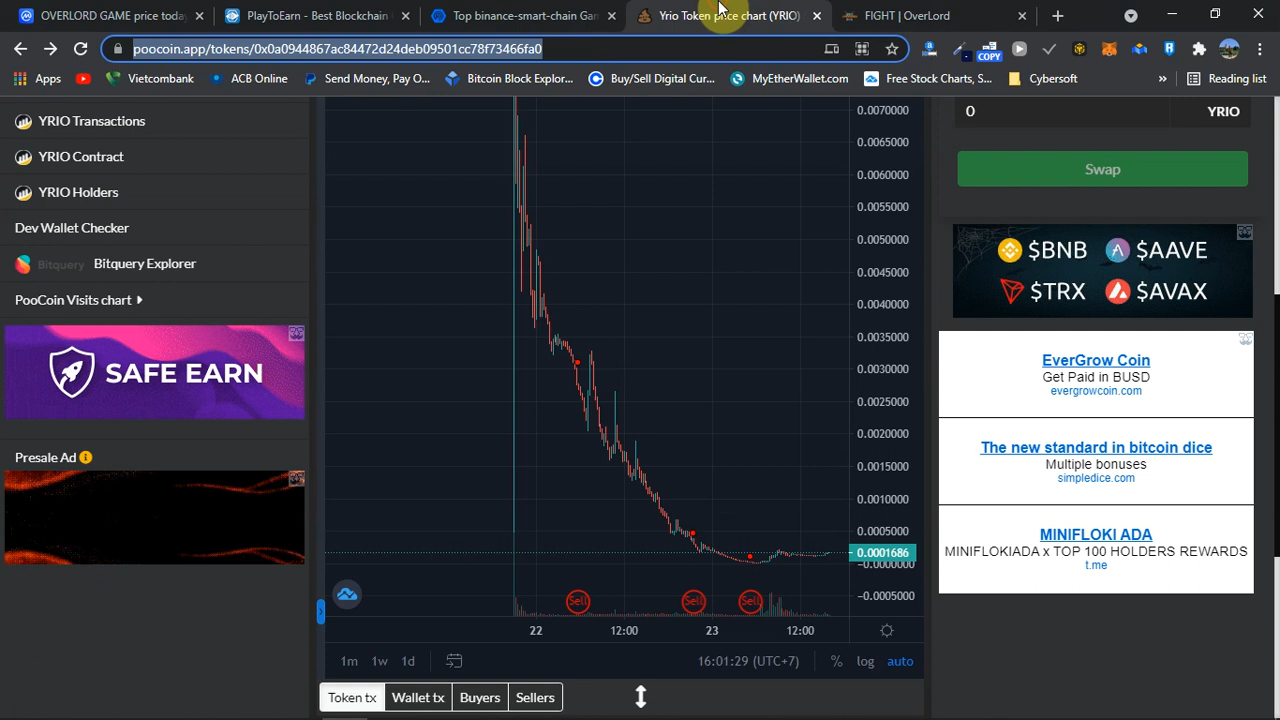 OVERLORD GAME price today
PlayToEarn - Best Blockchain
Top binance-smart-chain Gam
Yrio Token price chart (YRIO)
FIGHT | OverLord
poocoin.app/tokens/0x0a0944867ac84472d24deb09501cc78f73466fa0
COPY
Apps
Vietcombank
ACB Online
Send Money, Pay O...
Bitcoin Block Explor...
Buy/Sell Digital Cur...
MyEtherWallet.com
Free Stock Charts, S...
Cybersoft
»
Reading list
YRIO Transactions
YRIO Contract
YRIO Holders
Dev Wallet Checker
Bitquery
Bitquery Explorer
PooCoin Visits chart
SAFE EARN
Presale Ad
0.0070000
0.0065000
0.0060000
0.0055000
0.0050000
0.0045000
0.0040000
0.0035000
0.0030000
0.0025000
0.0020000
0.0015000
0.0010000
0.0005000
0.0001686
−0.0000000
−0.0005000
Sell
Sell
Sell
22
12:00
23
12:00
1m
1w
1d
16:01:29 (UTC+7)
%
log
auto
Token tx
Wallet tx
Buyers
Sellers
0
YRIO
Swap
$BNB
$AAVE
$TRX
$AVAX
EverGrow Coin
Get Paid in BUSD
evergrowcoin.com
The new standard in bitcoin dice
Multiple bonuses
simpledice.com
MINIFLOKI ADA
MINIFLOKIADA x TOP 100 HOLDERS REWARDS
t.me